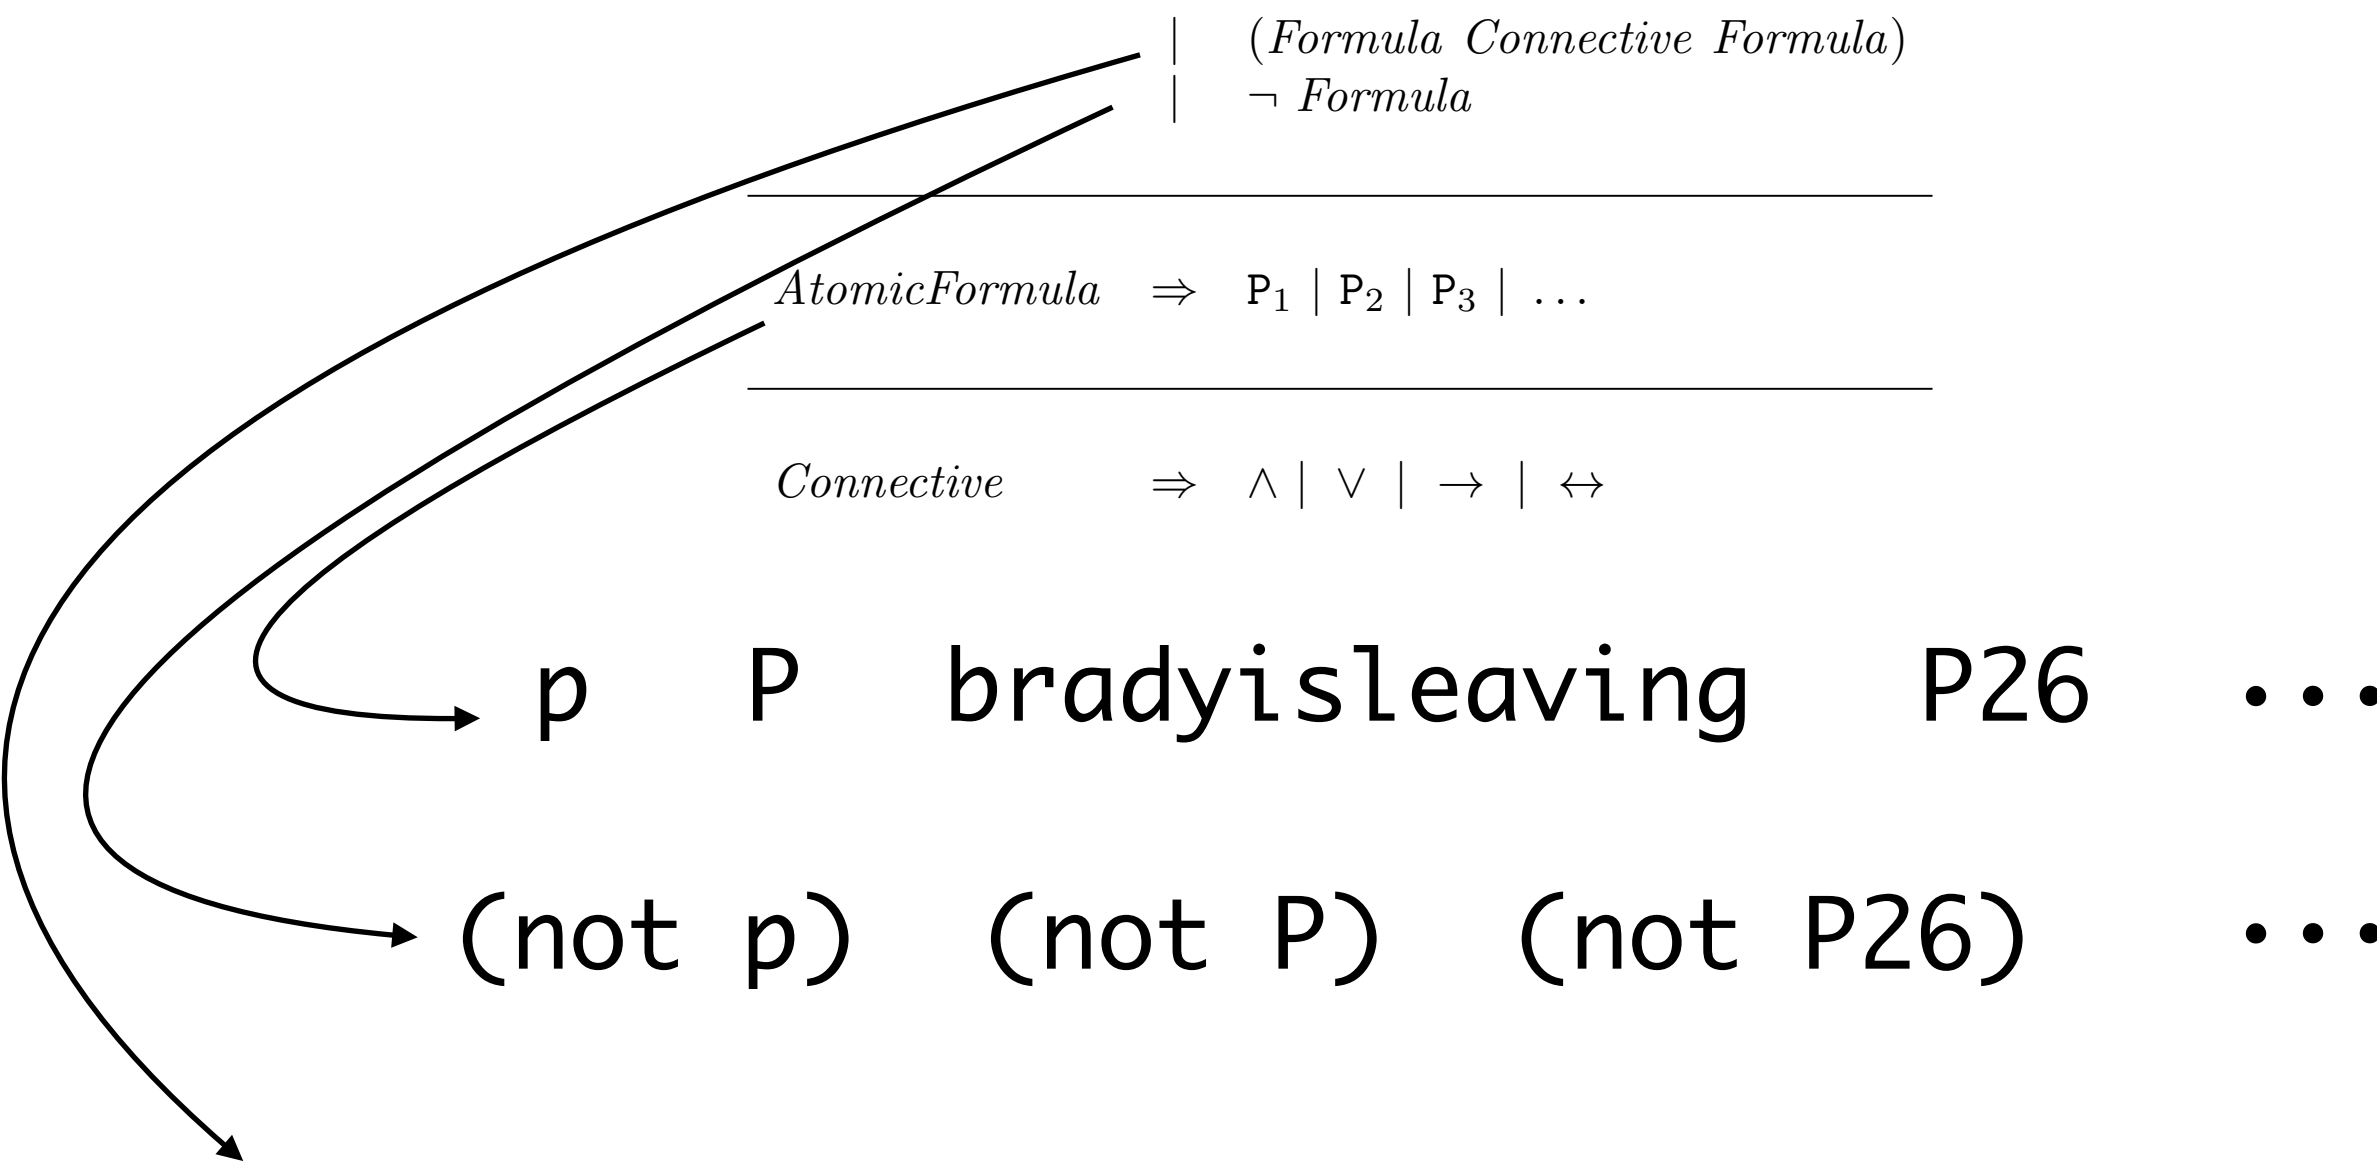 | (Formula Connective Formula)
| ¬ Formula
AtomicFormula ⇒ P₁ | P₂ | P₃ | …
Connective ⇒ ∧ | ∨ | → | ↔
p P bradyisleaving P26 ...
(not p) (not P) (not P26) ...